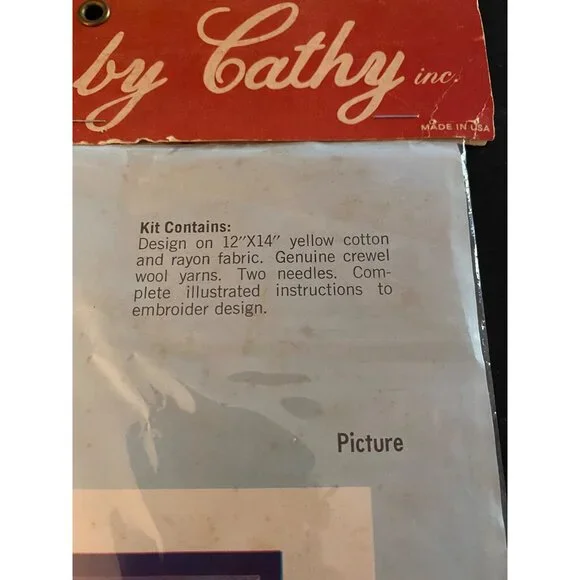 by Cathy inc.
MADE IN USA
Kit Contains:
Design on 12"X14" yellow cotton
and rayon fabric. Genuine crewel
wool yarns. Two needles. Com-
plete illustrated instructions to
embroider design.
Picture